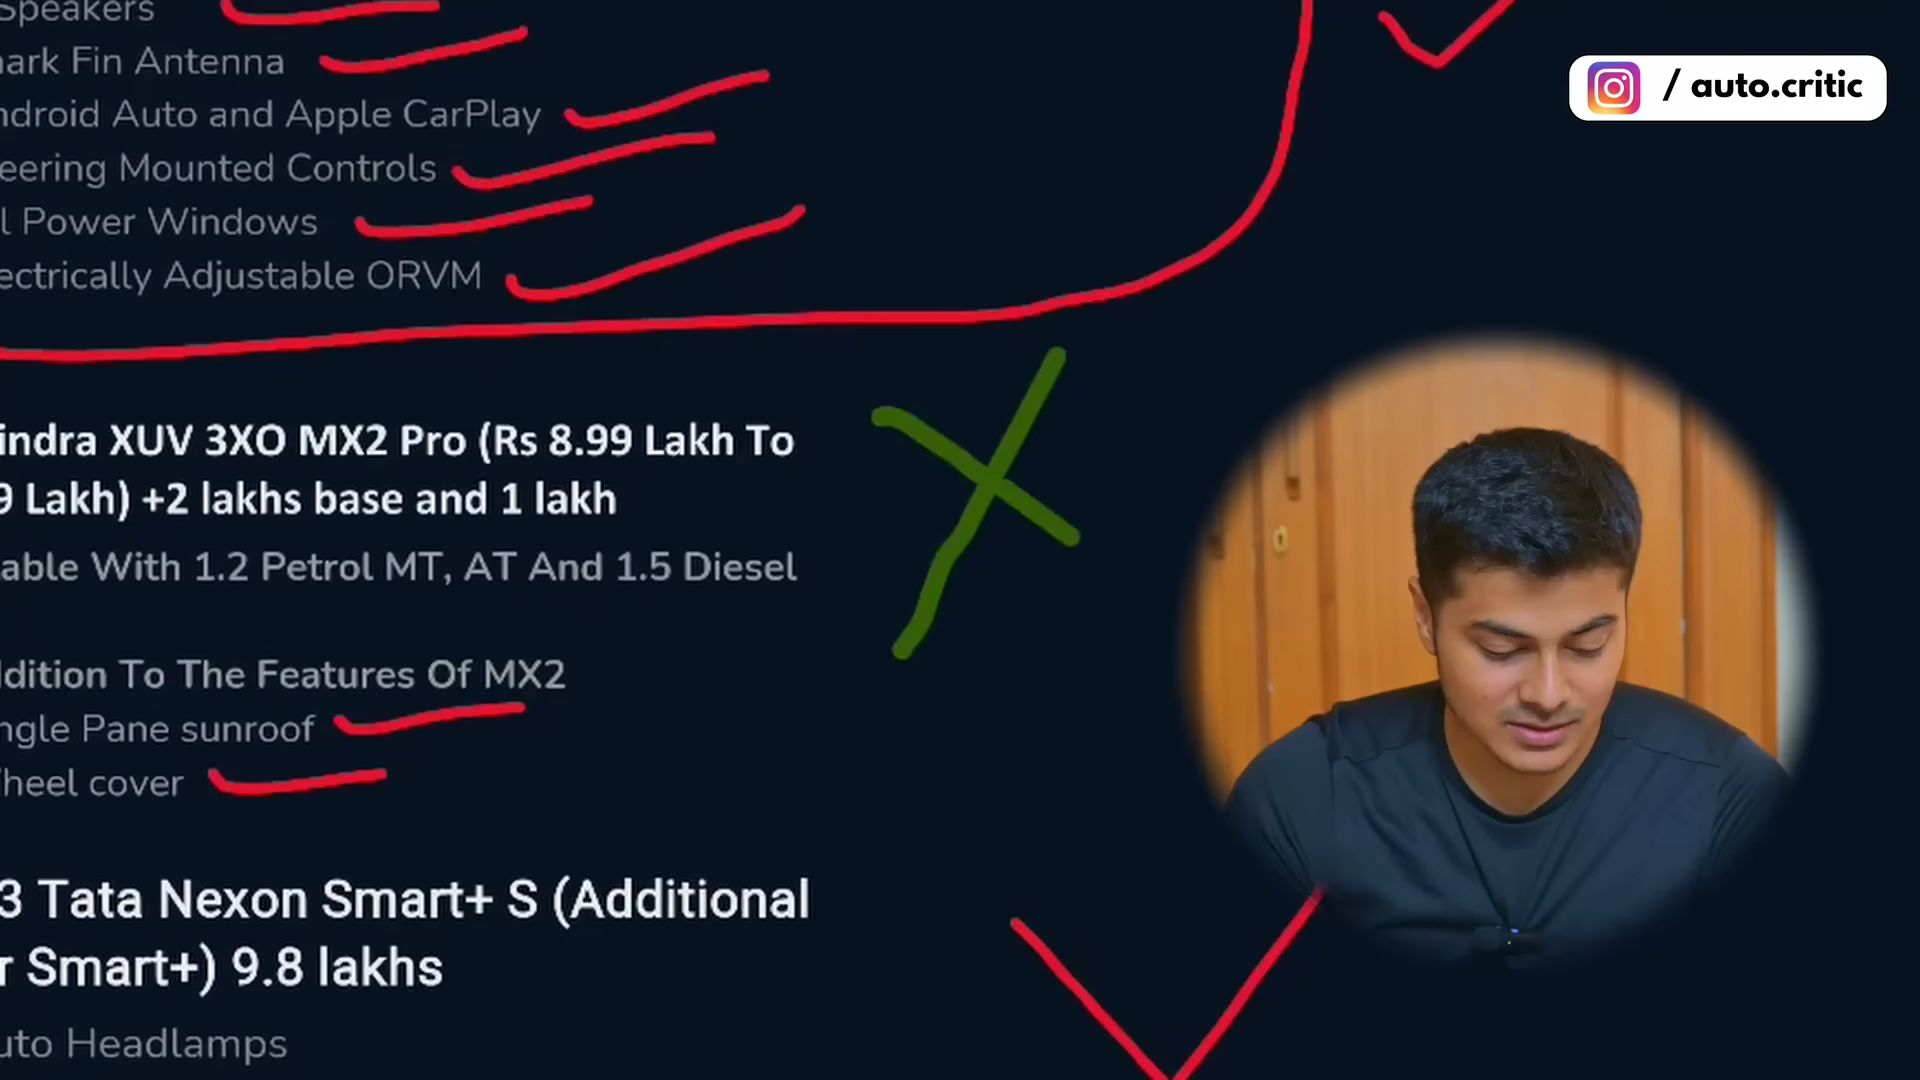 Speakers
/ auto.critic
ark Fin Antenna
ndroid Auto and Apple CarPlay
eering Mounted Controls
l Power Windows
ectrically Adjustable ORVM
indra XUV 3XO MX2 Pro (Rs 8.99 Lakh To
9 Lakh) +2 lakhs base and 1 lakh
able With 1.2 Petrol MT, AT And 1.5 Diesel
ddition To The Features Of MX2
ngle Pane sunroof
heel cover
3 Tata Nexon Smart+ S (Additional
r Smart+) 9.8 lakhs
uto Headlamps